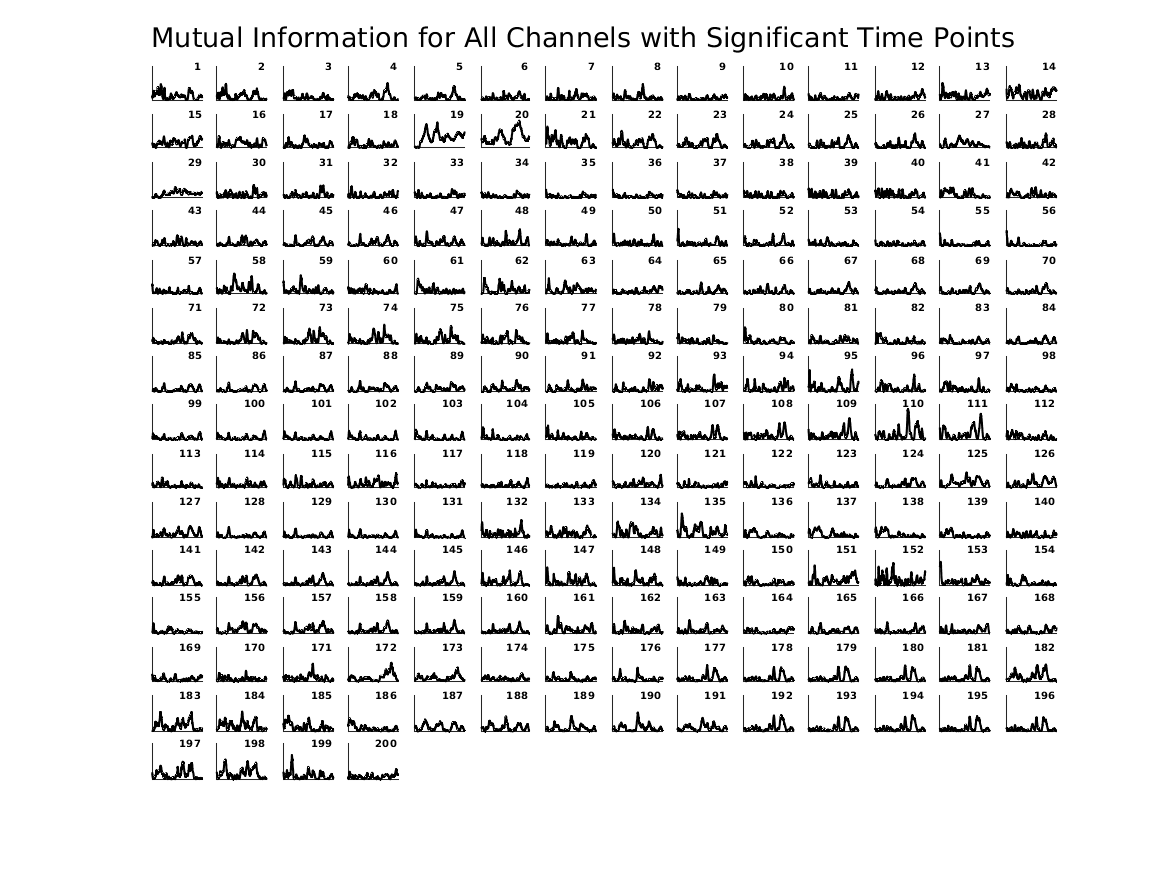 Mutual Information for All Channels with Significant Time Points
1 2 3 4 5 6 7 8 9 10 11 12 13 14
15 16 17 18 19 20 21 22 23 24 25 26 27 28
29 30 31 32 33 34 35 36 37 38 39 40 41 42
43 44 45 46 47 48 49 50 51 52 53 54 55 56
57 58 59 60 61 62 63 64 65 66 67 68 69 70
71 72 73 74 75 76 77 78 79 80 81 82 83 84
85 86 87 88 89 90 91 92 93 94 95 96 97 98
99 100 101 102 103 104 105 106 107 108 109 110 111 112
113 114 115 116 117 118 119 120 121 122 123 124 125 126
127 128 129 130 131 132 133 134 135 136 137 138 139 140
141 142 143 144 145 146 147 148 149 150 151 152 153 154
155 156 157 158 159 160 161 162 163 164 165 166 167 168
169 170 171 172 173 174 175 176 177 178 179 180 181 182
183 184 185 186 187 188 189 190 191 192 193 194 195 196
197 198 199 200